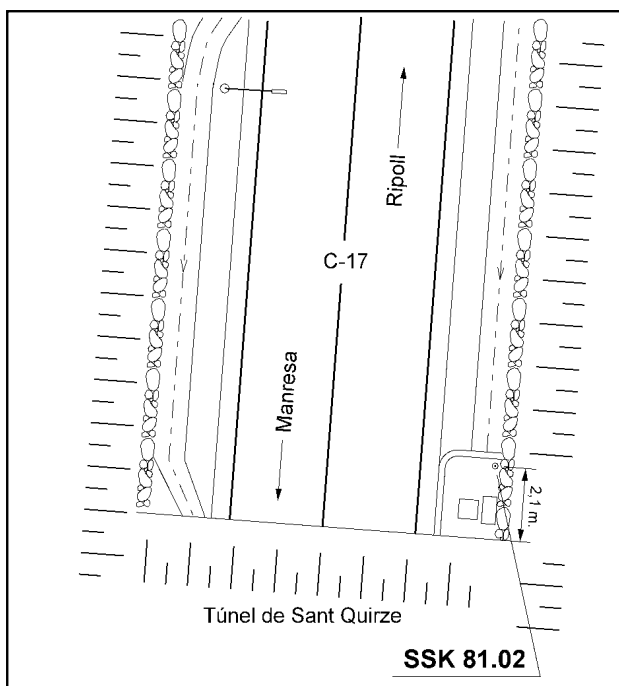 Ripoll
C-17
Manresa
2,1 m.
Túnel de Sant Quirze
SSK 81.02